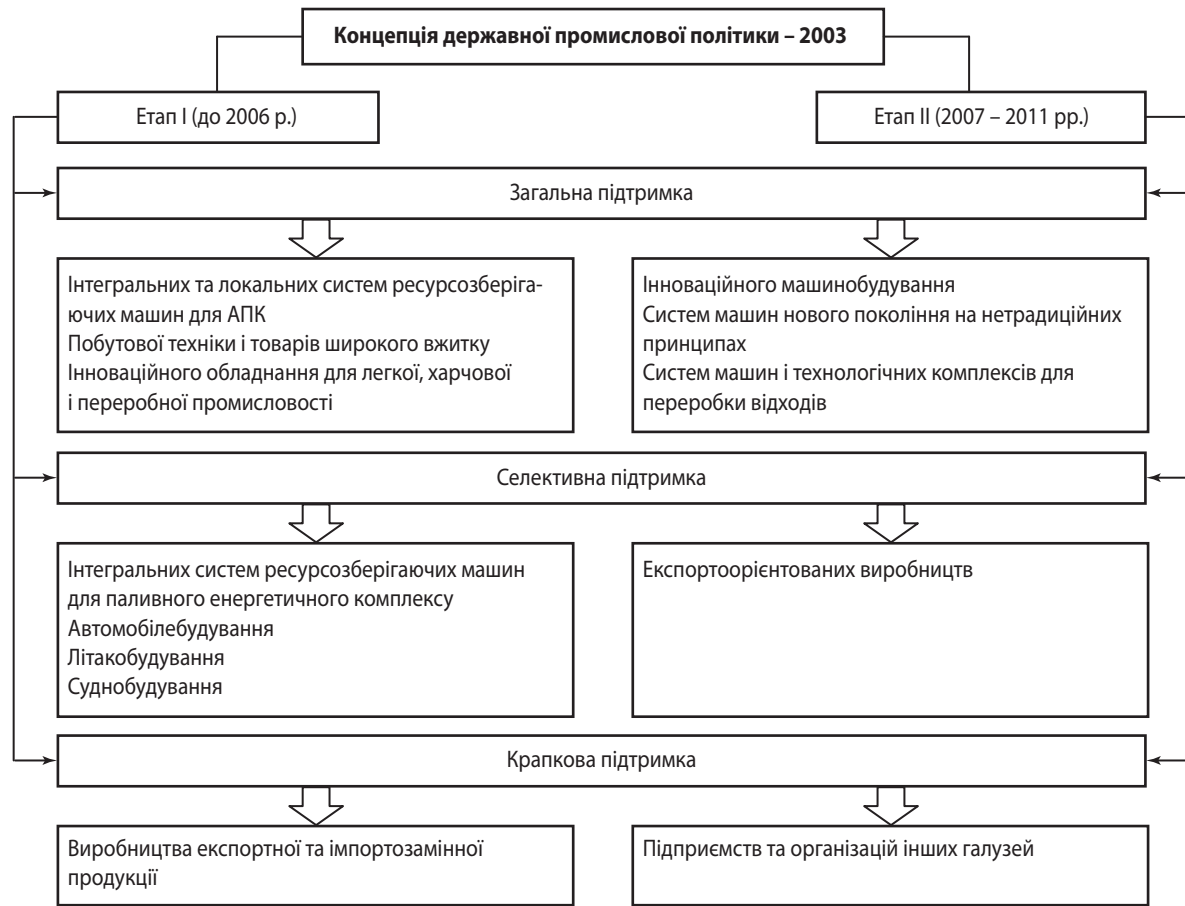 Концепція державної промислової політики – 2003
Етап І (до 2006 р.)
Етап ІІ (2007 – 2011 рр.)
Загальна підтримка
Інтегральних та локальних систем ресурсозберіга-
ючих машин для АПК
Побутової техніки і товарів широкого вжитку
Інноваційного обладнання для легкої, харчової
і переробної промисловості
Інноваційного машинобудування
Систем машин нового покоління на нетрадиційних
принципах
Систем машин і технологічних комплексів для
переробки відходів
Селективна підтримка
Інтегральних систем ресурсозберігаючих машин
для паливного енергетичного комплексу
Автомобілебудування
Літакобудування
Суднобудування
Експортоорієнтованих виробництв
Крапкова підтримка
Виробництва експортної та імпортозамінної
продукції
Підприємств та організацій інших галузей